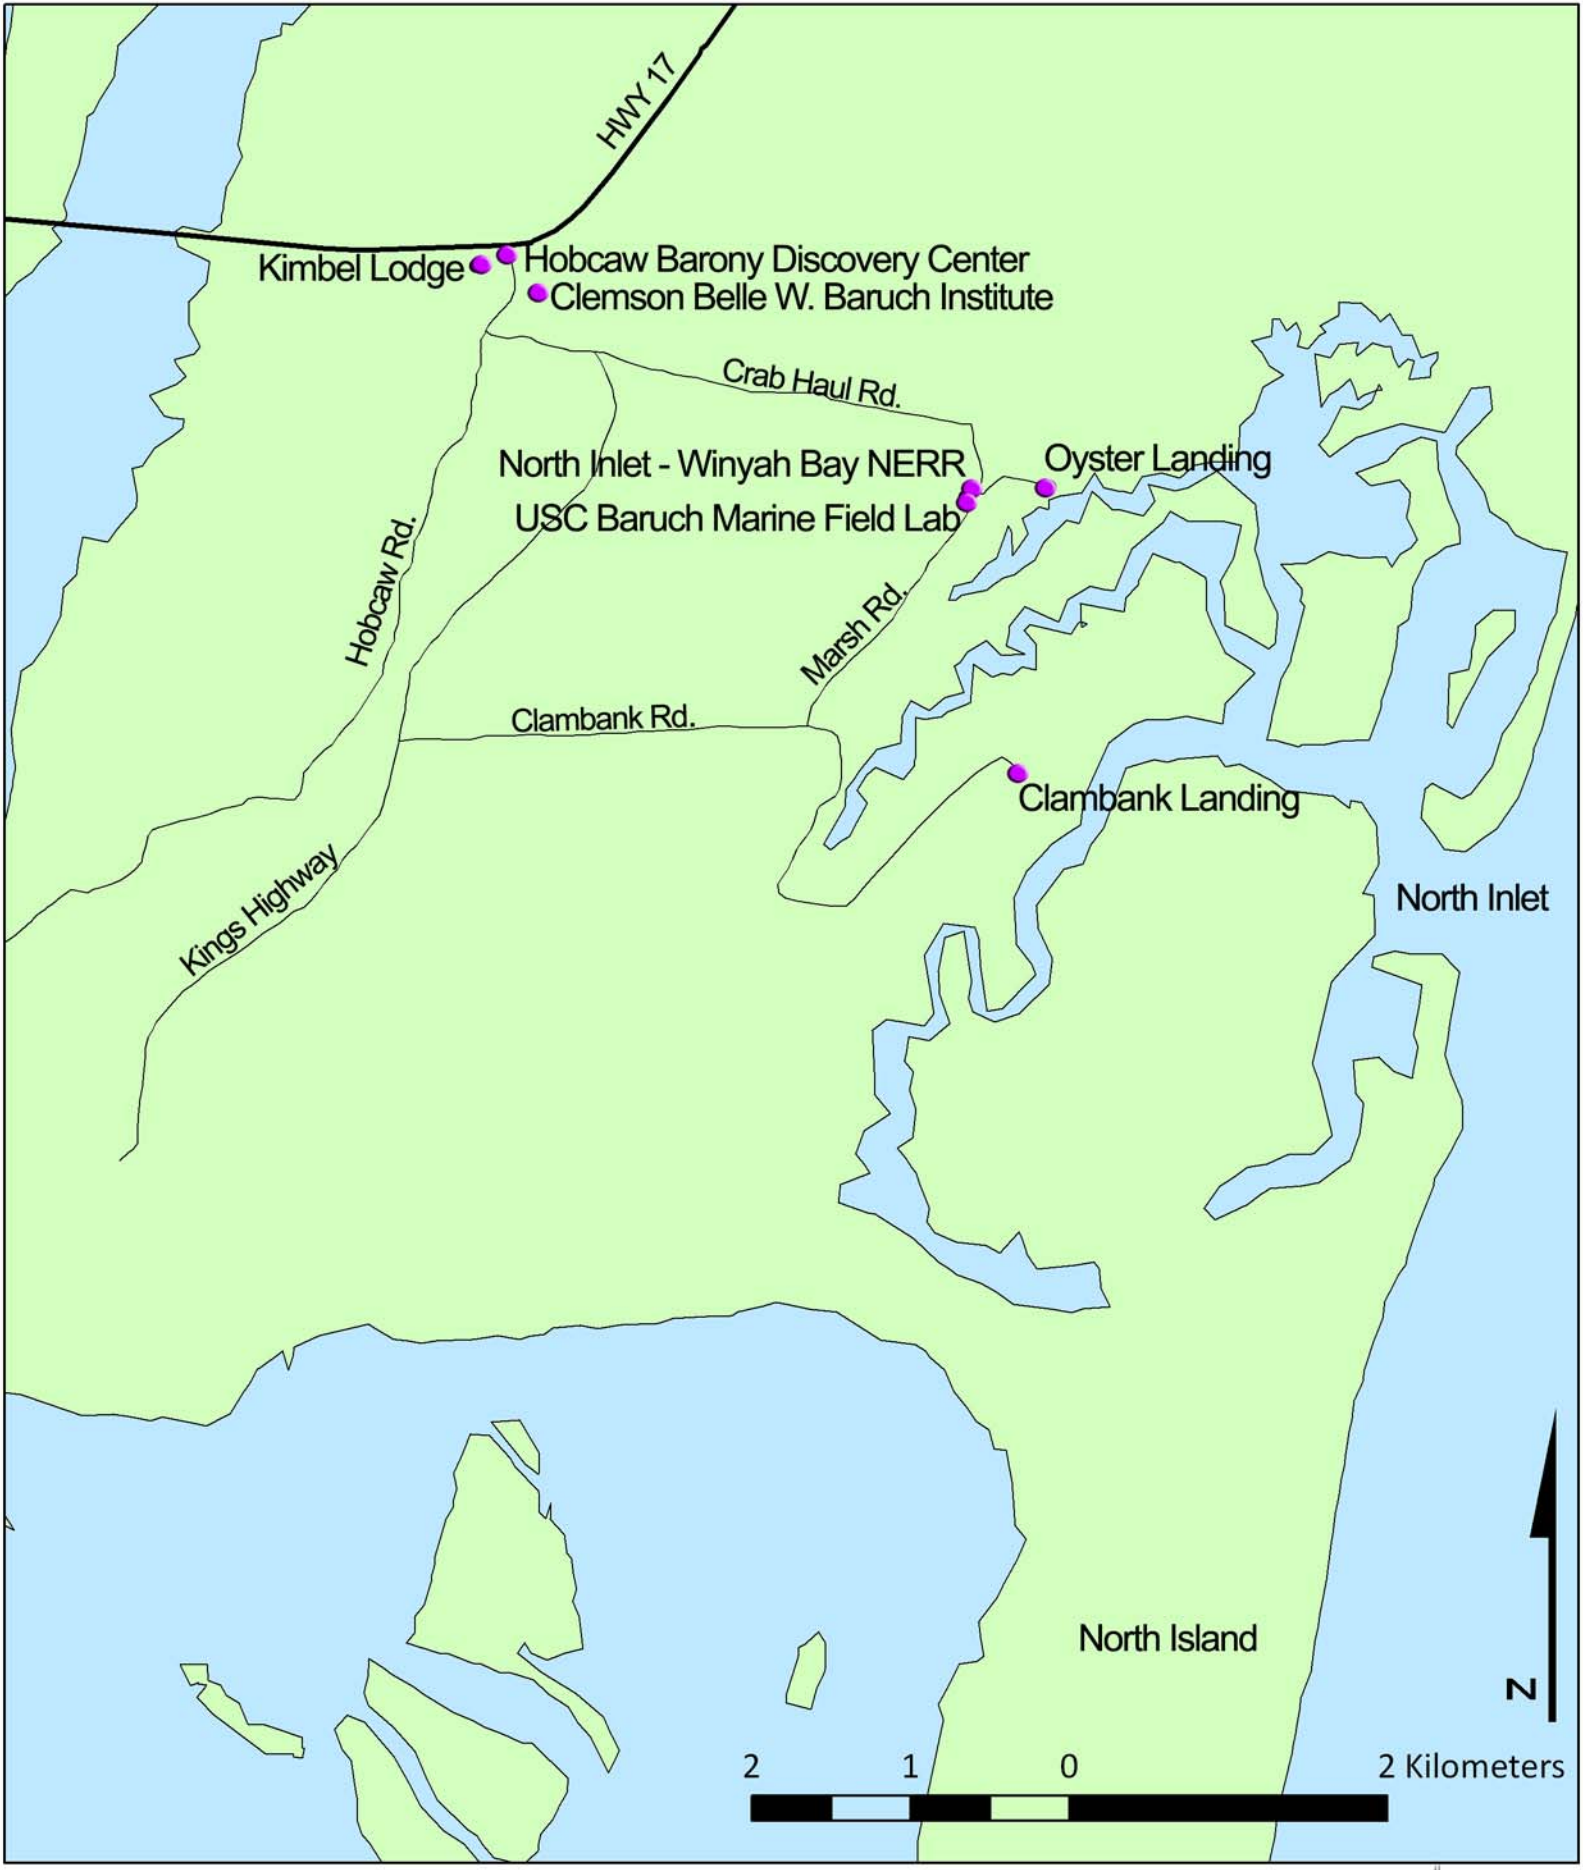 HWY 17
Kimbel Lodge
Hobcaw Barony Discovery Center
Clemson Belle W. Baruch Institute
Crab Haul Rd.
North Inlet - Winyah Bay NERR
Oyster Landing
USC Baruch Marine Field Lab
Hobcaw Rd.
Marsh Rd.
Clambank Rd.
Clambank Landing
Kings Highway
North Inlet
North Island
N
2 1 0 2 Kilometers